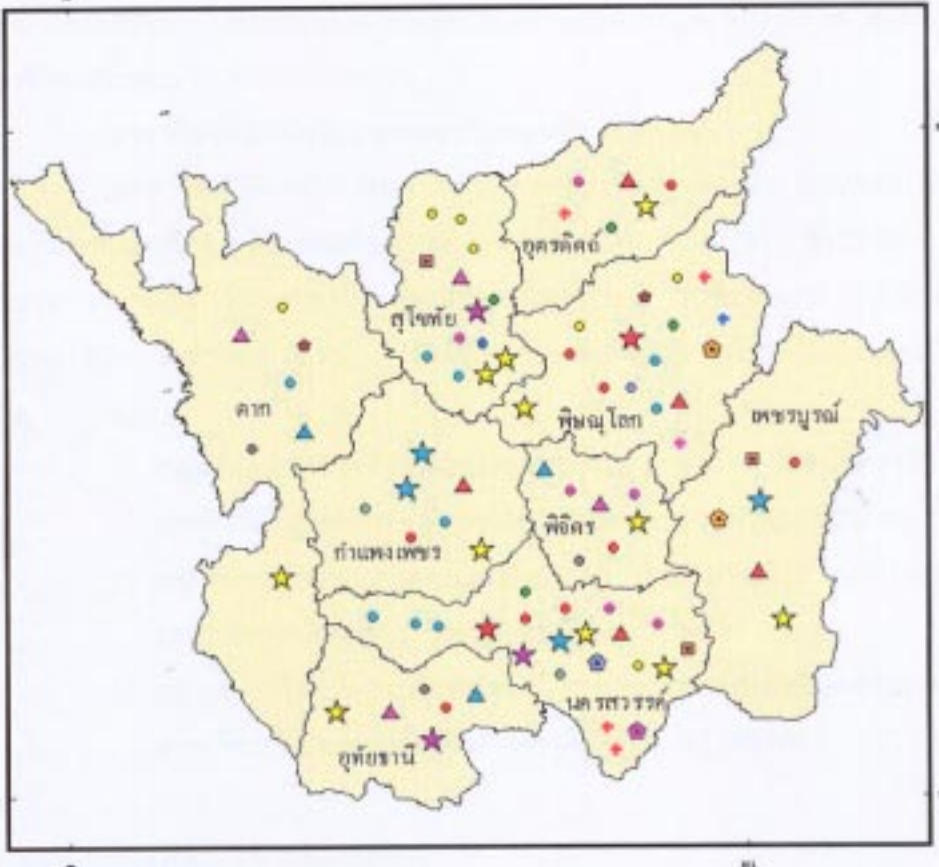 อุตรดิตถ์
สุโขทัย
ตาก
พิษณุโลก
เพชรบูรณ์
พิจิตร
กำแพงเพชร
นครสวรรค์
อุทัยธานี